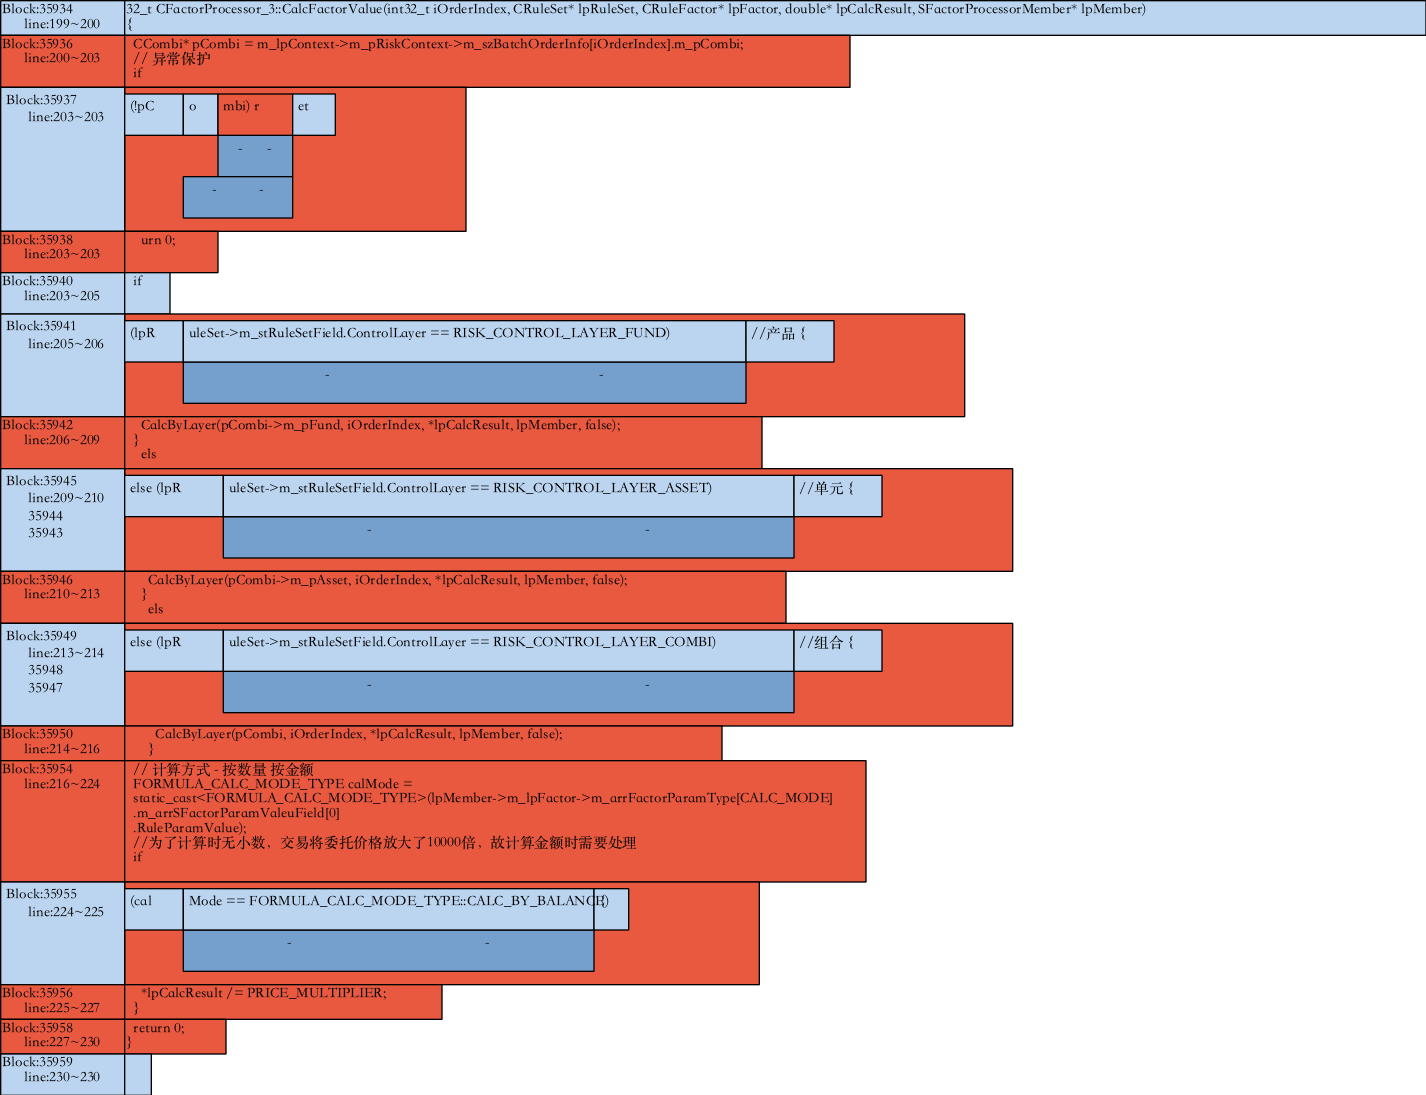 Block:35934 32_t CFactorProcessor_3::CalcFactorValue(int32_t iOrderIndex, CRuleSet* lpRuleSet, CRuleFactor* lpFactor, double* lpCalcResult, SFactorProcessorMember* lpMember)
line:199~200 {
Block:35936 CCombi* pCombi = m_lpContext->m_pRiskContext->m_szBatchOrderInfo[iOrderIndex].m_pCombi;
line:200~203 // 异常保护
if
Block:35937 (!pC o mbi) r et
line:203~203
- -
- -
Block:35938 urn 0;
line:203~203
Block:35940 if
line:203~205
Block:35941 (lpR uleSet->m_stRuleSetField.ControlLayer == RISK_CONTROL_LAYER_FUND) //产品 {
line:205~206
- -
Block:35942 CalcByLayer(pCombi->m_pFund, iOrderIndex, *lpCalcResult, lpMember, false);
line:206~209 }
els
Block:35945 else (lpR uleSet->m_stRuleSetField.ControlLayer == RISK_CONTROL_LAYER_ASSET) //单元 {
line:209~210
35944
35943 - -
Block:35946 CalcByLayer(pCombi->m_pAsset, iOrderIndex, *lpCalcResult, lpMember, false);
line:210~213 }
els
Block:35949 else (lpR uleSet->m_stRuleSetField.ControlLayer == RISK_CONTROL_LAYER_COMBI) //组合 {
line:213~214
35948
35947 - -
Block:35950 CalcByLayer(pCombi, iOrderIndex, *lpCalcResult, lpMember, false);
line:214~216 }
Block:35954 // 计算方式 - 按数量 按金额
line:216~224 FORMULA_CALC_MODE_TYPE calMode =
static_cast<FORMULA_CALC_MODE_TYPE>(lpMember->m_lpFactor->m_arrFactorParamType[CALC_MODE]
.m_arrSFactorParamValeuField[0]
.RuleParamValue);
//为了计算时无小数，交易将委托价格放大了10000倍，故计算金额时需要处理
if
Block:35955 (cal Mode == FORMULA_CALC_MODE_TYPE::CALC_BY_BALANCE) {
line:224~225
- -
Block:35956 *lpCalcResult /= PRICE_MULTIPLIER;
line:225~227 }
Block:35958 return 0;
line:227~230 }
Block:35959
line:230~230